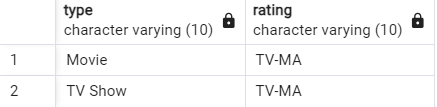 type rating
character varying (10) character varying (10)
1 Movie TV-MA
2 TV Show TV-MA